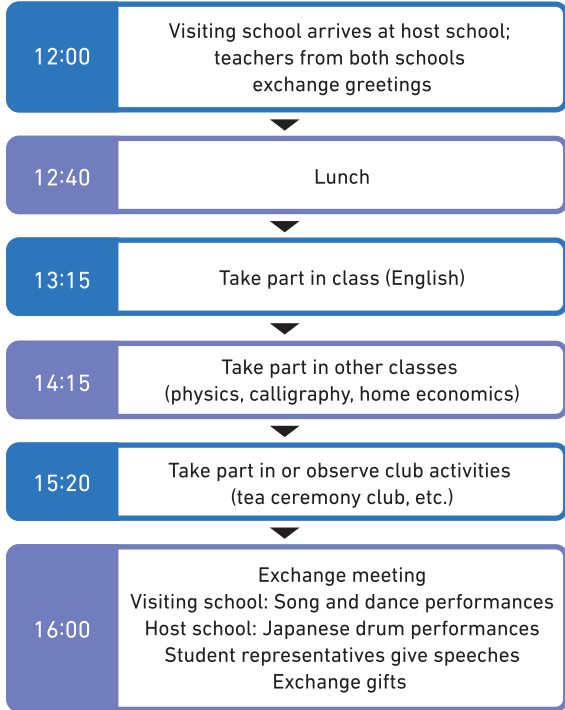 12:00
Visiting school arrives at host school;
teachers from both schools
exchange greetings
12:40
Lunch
13:15
Take part in class (English)
14:15
Take part in other classes
(physics, calligraphy, home economics)
15:20
Take part in or observe club activities
(tea ceremony club, etc.)
16:00
Exchange meeting
Visiting school: Song and dance performances
Host school: Japanese drum performances
Student representatives give speeches
Exchange gifts